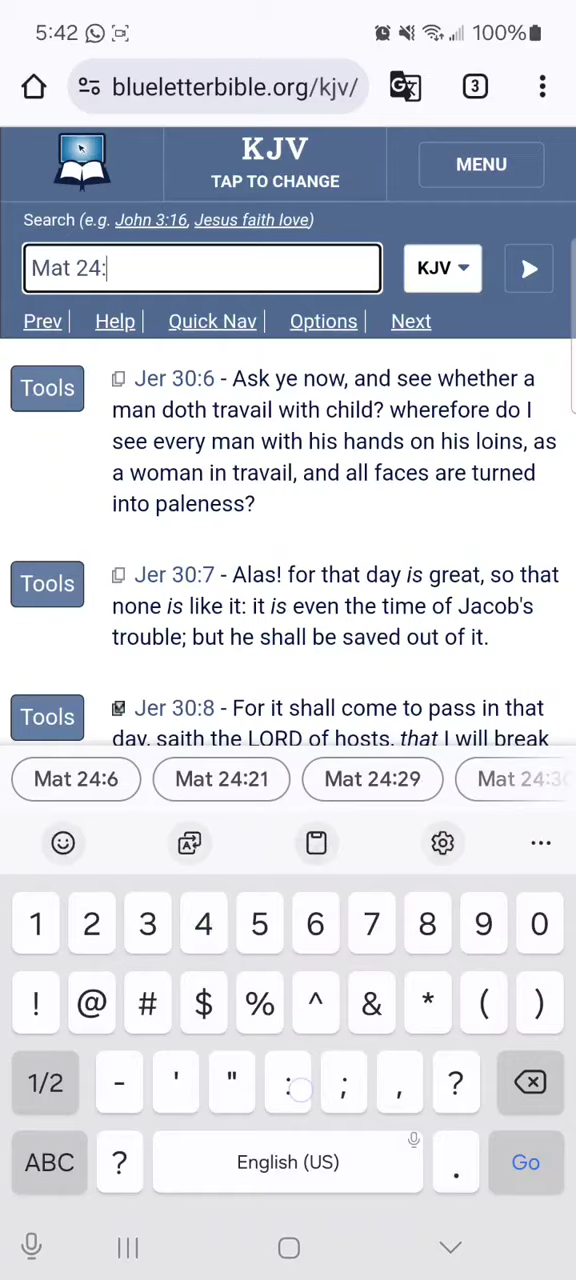 5:42 100%
blueletterbible.org/kjv/ 3
KJV
TAP TO CHANGE
MENU
Search (e.g. John 3:16, Jesus faith love)
Mat 24: KJV
Prev | Help | Quick Nav | Options | Next
Tools Jer 30:6 - Ask ye now, and see whether a
man doth travail with child? wherefore do I
see every man with his hands on his loins, as
a woman in travail, and all faces are turned
into paleness?
Tools Jer 30:7 - Alas! for that day is great, so that
none is like it: it is even the time of Jacob's
trouble; but he shall be saved out of it.
Tools Jer 30:8 - For it shall come to pass in that
day, saith the LORD of hosts, that I will break
Mat 24:6 Mat 24:21 Mat 24:29 Mat 24:30
1 2 3 4 5 6 7 8 9 0
! @ # $ % ^ & * ( )
1/2 - ' " : ; , ?
ABC ? English (US) . Go